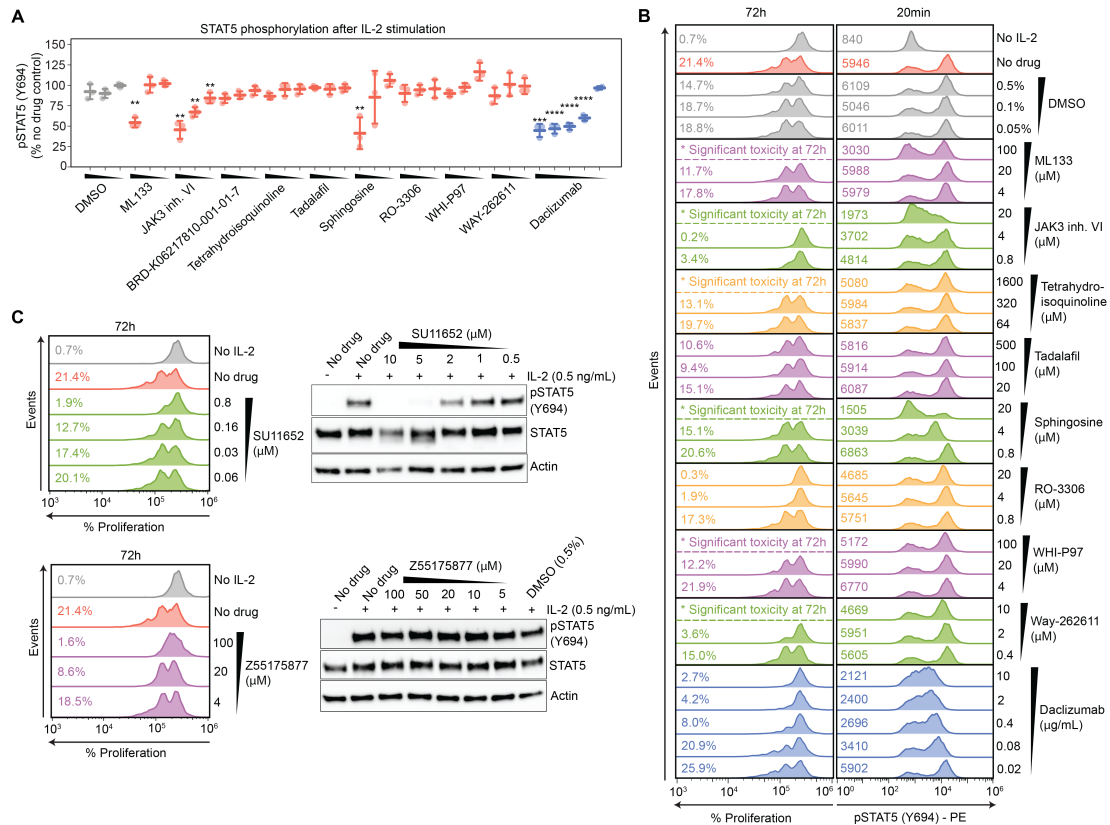 A
STAT5 phosphorylation after IL-2 stimulation
pSTAT5 (Y694)
(% no drug control)
150
125
100
75
50
25
0
** ** ** ** ** *** **** **** ****
DMSO
ML133
JAK3 inh. VI
BRD-K06217810-001-01-7
Tetrahydroisoquinoline
Tadalafil
Sphingosine
RO-3306
WHI-P97
WAY-262611
Daclizumab
B
72h 20min
Events
0.7% 840 No IL-2
21.4% 5946 No drug
14.7% 6109 0.5%
18.7% 5046 0.1%
18.8% 6011 0.05%
DMSO
* Significant toxicity at 72h 3030 100
11.7% 5988 20
17.8% 5979 4
ML133
(µM)
* Significant toxicity at 72h 1973 20
0.2% 3702 4
3.4% 4814 0.8
JAK3 inh. VI
(µM)
* Significant toxicity at 72h 5080 1600
13.1% 5984 320
19.7% 5837 64
Tetrahydro-
isoquinoline
(µM)
10.6% 5816 500
9.4% 5914 100
15.1% 6087 20
Tadalafil
(µM)
* Significant toxicity at 72h 1505 20
15.1% 3039 4
20.6% 6863 0.8
Sphingosine
(µM)
0.3% 4685 20
1.9% 5645 4
17.3% 5751 0.8
RO-3306
(µM)
* Significant toxicity at 72h 5172 100
12.2% 5990 20
21.9% 6770 4
WHI-P97
(µM)
* Significant toxicity at 72h 4669 10
3.6% 5951 2
15.0% 5605 0.4
Way-262611
(µM)
2.7% 2121 10
4.2% 2400 2
8.0% 2696 0.4
20.9% 3410 0.08
25.9% 5902 0.02
Daclizumab
(µg/mL)
10³ 10⁴ 10⁵ 10⁶ 10⁰ 10² 10⁴ 10⁶
% Proliferation pSTAT5 (Y694) - PE
C
72h
Events
0.7% No IL-2
21.4% No drug
1.9% 0.8
12.7% 0.16
17.4% 0.03
20.1% 0.06
SU11652
(µM)
10³ 10⁴ 10⁵ 10⁶
% Proliferation
No drug No drug SU11652 (µM)
10 5 2 1 0.5
- + + + + + + IL-2 (0.5 ng/mL)
pSTAT5
(Y694)
STAT5
Actin
72h
Events
0.7% No IL-2
21.4% No drug
1.6% 100
8.6% 20
18.5% 4
Z55175877
(µM)
10³ 10⁴ 10⁵ 10⁶
% Proliferation
No drug No drug Z55175877 (µM) DMSO (0.5%)
100 50 20 10 5
- + + + + + + + IL-2 (0.5 ng/mL)
pSTAT5
(Y694)
STAT5
Actin